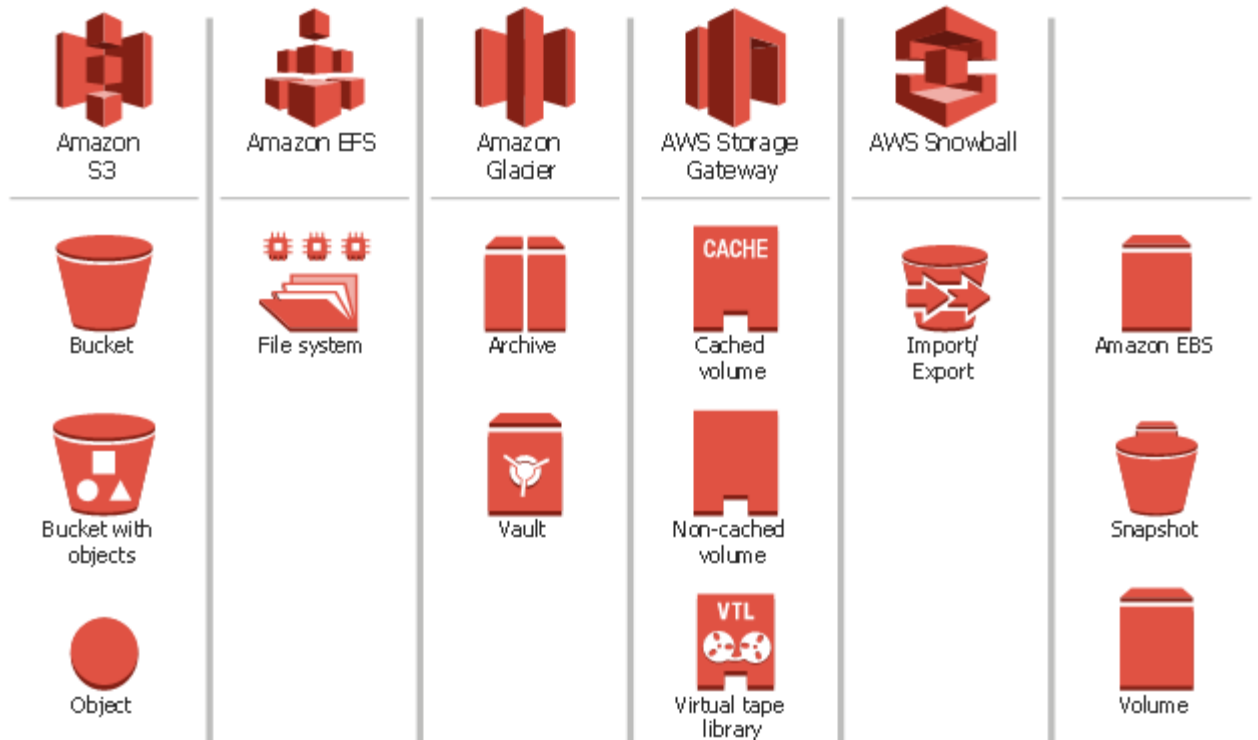 Amazon
S3
Amazon EFS
Amazon
Glacier
AWS Storage
Gateway
AWS Snowball
CACHE
Bucket
File system
Archive
Cached
volume
Import/
Export
Amazon EBS
Bucket with
objects
Vault
Non-cached
volume
Snapshot
VTL
Object
Virtual tape
library
Volume